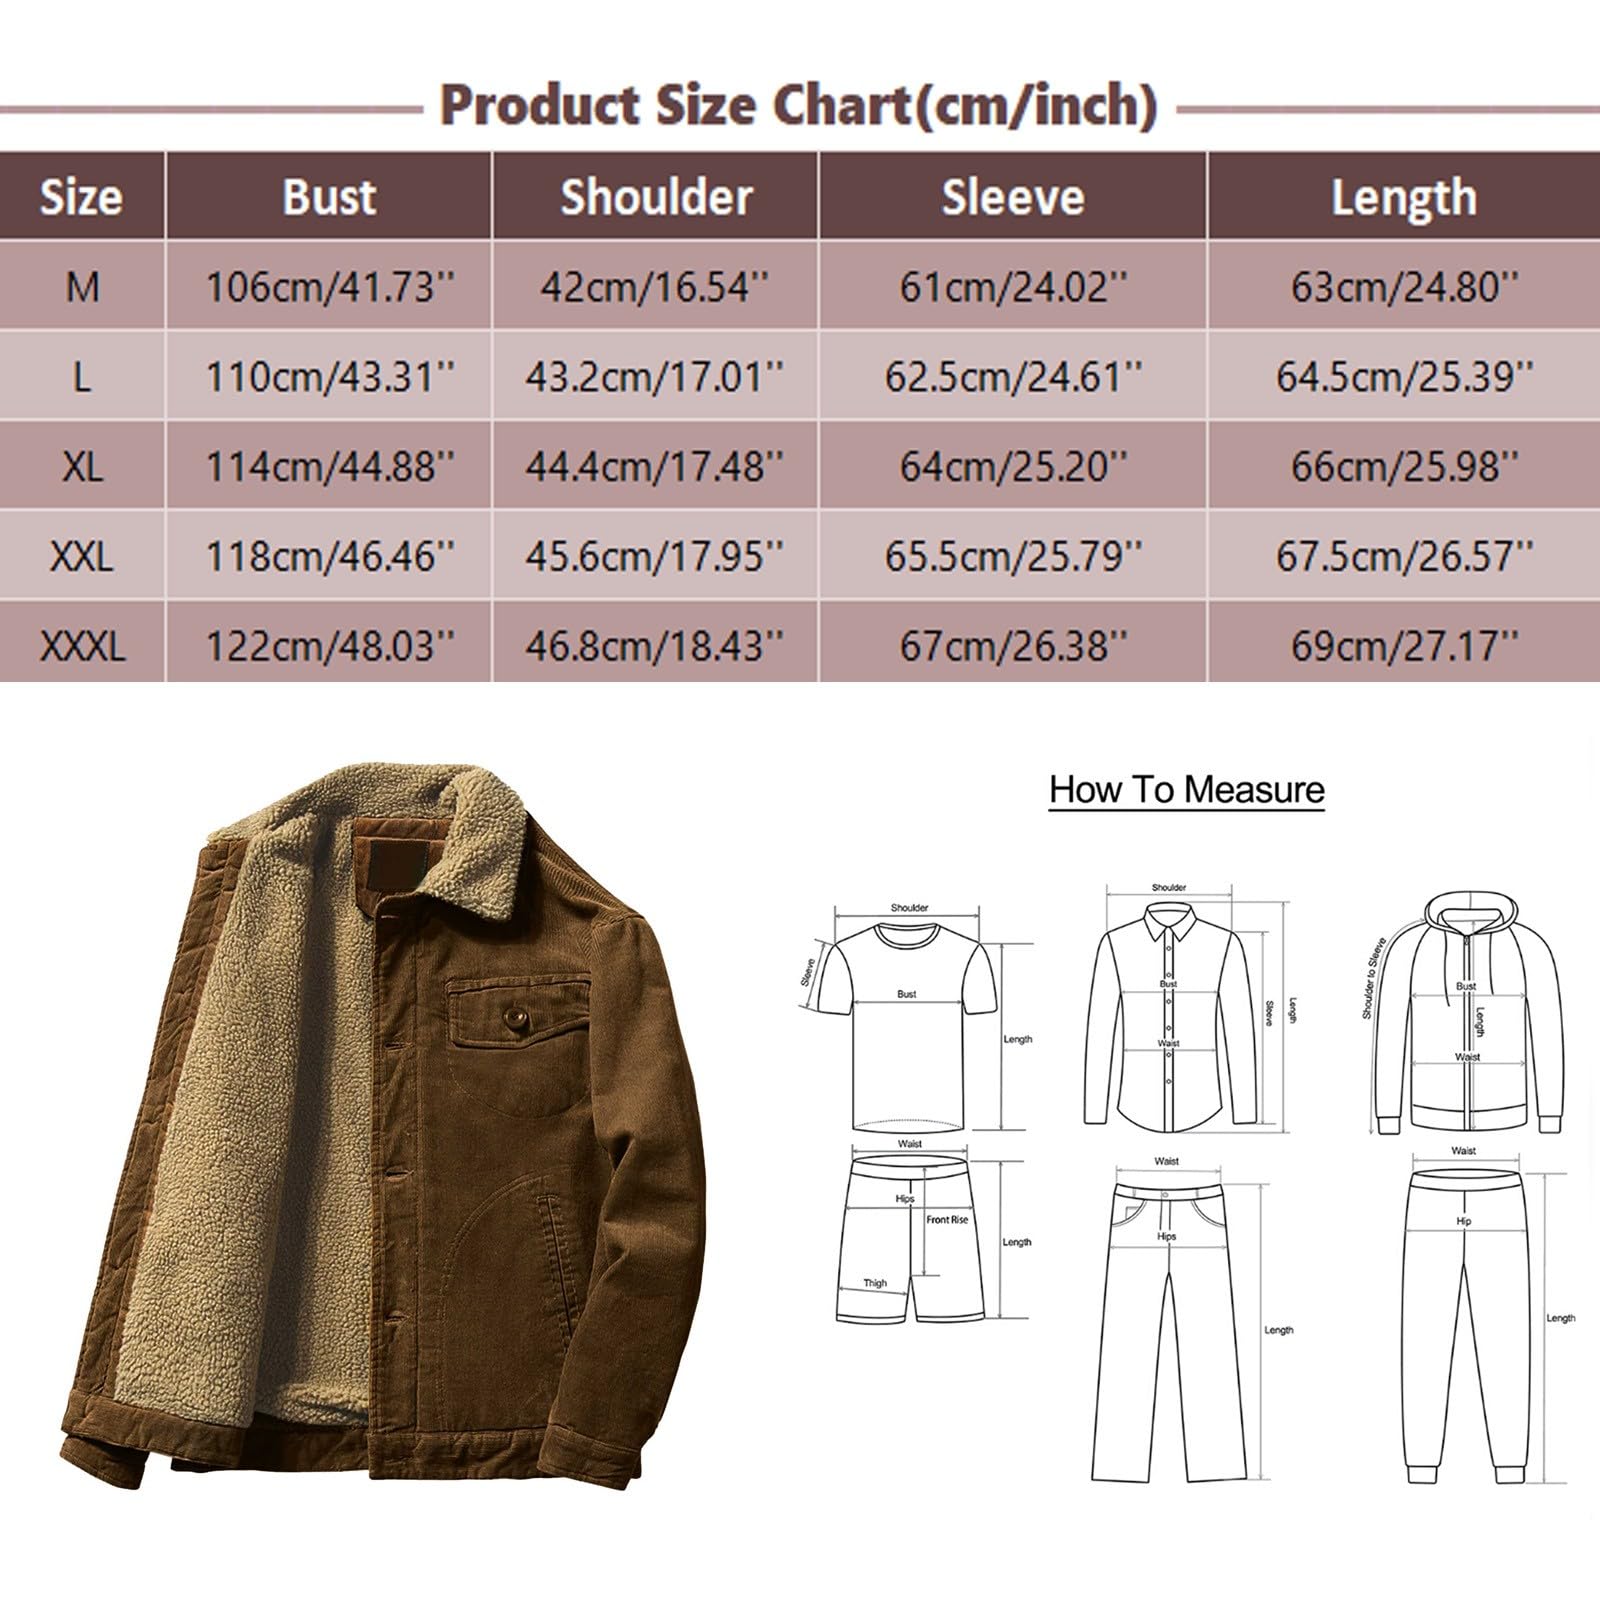 Product Size Chart(cm/inch)
Size Bust Shoulder Sleeve Length
M 106cm/41.73'' 42cm/16.54'' 61cm/24.02'' 63cm/24.80''
L 110cm/43.31'' 43.2cm/17.01'' 62.5cm/24.61'' 64.5cm/25.39''
XL 114cm/44.88'' 44.4cm/17.48'' 64cm/25.20'' 66cm/25.98''
XXL 118cm/46.46'' 45.6cm/17.95'' 65.5cm/25.79'' 67.5cm/26.57''
XXXL 122cm/48.03'' 46.8cm/18.43'' 67cm/26.38'' 69cm/27.17''
How To Measure
Shoulder
Sleeve
Bust
Length
Shoulder
Bust
Waist
Sleeve
Length
Shoulder to Sleeve
Bust
Length
Waist
Waist
Hips
Front Rise
Length
Thigh
Waist
Hips
Length
Waist
Hip
Length